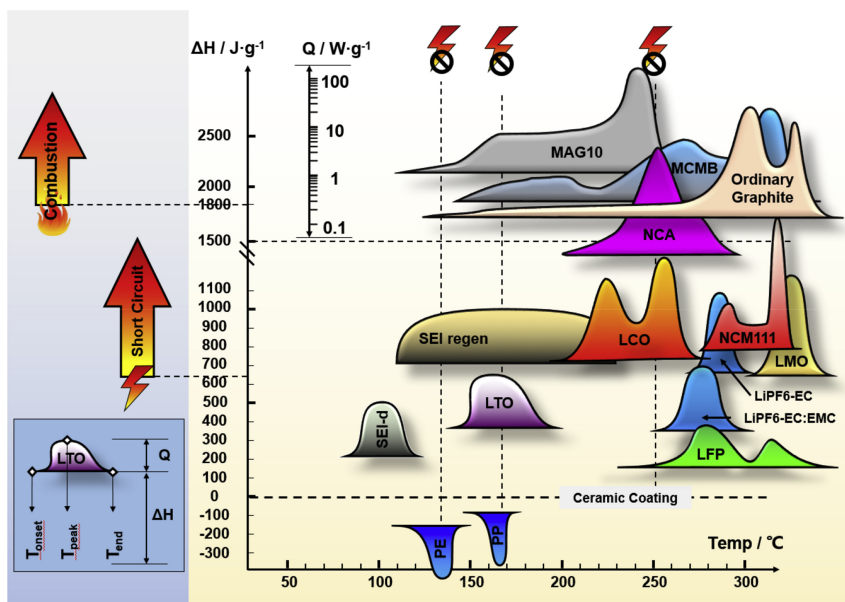 ΔH / J·g-1
Q / W·g-1
100
10
1
0.1
Combustion
Short Circuit
2500
2000
1800
1500
1100
1000
900
800
700
600
500
400
300
200
100
0
-100
-200
-300
MAG10
MCMB
Ordinary
Graphite
NCA
SEI regen
LCO
NCM111
LMO
LiPF6-EC
LiPF6-EC:EMC
SEI-d
LTO
LFP
Ceramic Coating
PE
PP
Temp / ℃
50
100
150
200
250
300
LTO
Q
ΔH
Tonset
Tpeak
Tend